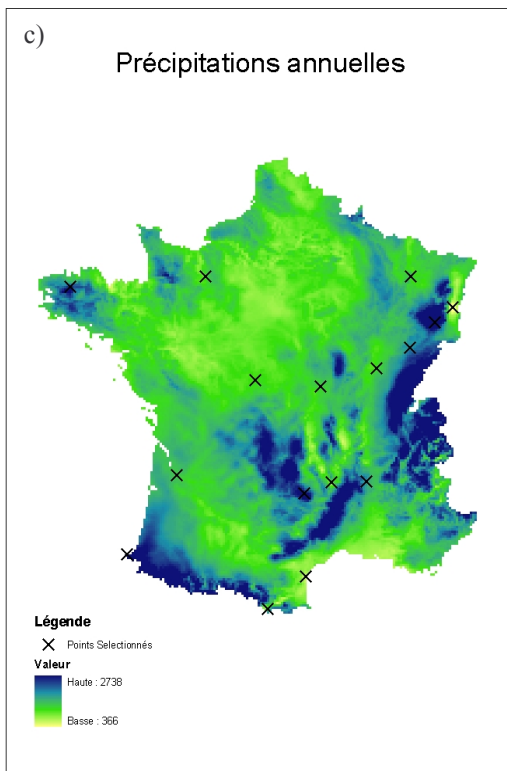 c)
Précipitations annuelles
Légende
Points Selectionnés
Valeur
Haute : 2738
Basse : 366